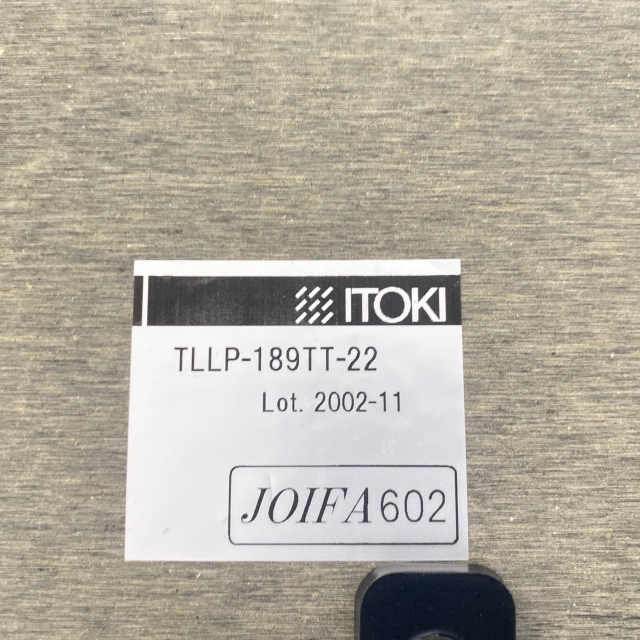 ITOKI
TLLP-189TT-22
Lot. 2002-11
JOIFA602